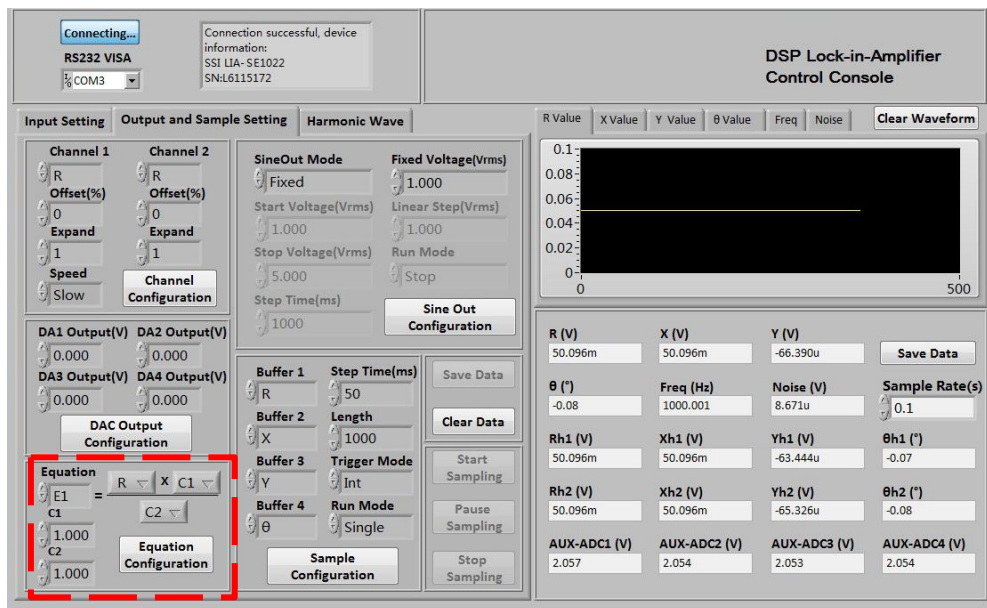 Connecting...
RS232 VISA
COM3
Connection successful, device
information:
SSI LIA-SE1022
SN:L6115172
DSP Lock-in-Amplifier
Control Console
Input Setting
Output and Sample Setting
Harmonic Wave
Channel 1 Channel 2
R R
Offset(%) Offset(%)
0 0
Expand Expand
1 1
Speed
Slow
Channel
Configuration
DA1 Output(V) DA2 Output(V)
0.000 0.000
DA3 Output(V) DA4 Output(V)
0.000 0.000
DAC Output
Configuration
Equation
E1 = R x C1
C2
C1
1.000
C2
1.000
Equation
Configuration
SineOut Mode Fixed Voltage(Vrms)
Fixed 1.000
Start Voltage(Vrms) Linear Step(Vrms)
1.000 1.000
Stop Voltage(Vrms) Run Mode
5.000 Stop
Step Time(ms)
1000
Sine Out
Configuration
Buffer 1 Step Time(ms)
R 50
Buffer 2 Length
X 1000
Buffer 3 Trigger Mode
Y Int
Buffer 4 Run Mode
θ Single
Sample
Configuration
Save Data
Clear Data
Start
Sampling
Pause
Sampling
Stop
Sampling
R Value X Value Y Value θ Value Freq Noise
Clear Waveform
0.1
0.08
0.06
0.04
0.02
0
0 500
R (V) X (V) Y (V)
50.096m 50.096m -66.390u
Save Data
θ (°) Freq (Hz) Noise (V) Sample Rate(s)
-0.08 1000.001 8.671u 0.1
Rh1 (V) Xh1 (V) Yh1 (V) θh1 (°)
50.096m 50.096m -63.444u -0.07
Rh2 (V) Xh2 (V) Yh2 (V) θh2 (°)
50.096m 50.096m -65.326u -0.08
AUX-ADC1 (V) AUX-ADC2 (V) AUX-ADC3 (V) AUX-ADC4 (V)
2.057 2.054 2.053 2.054